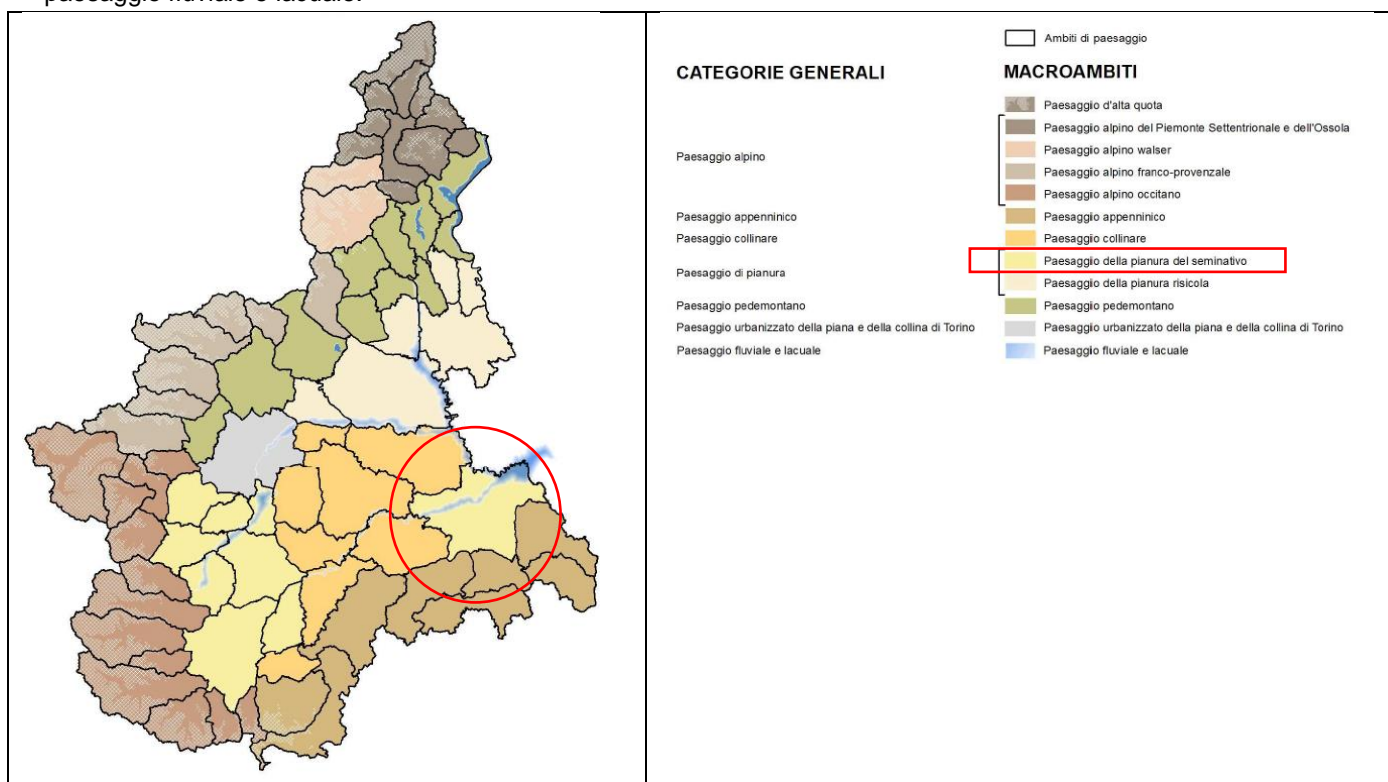 paesaggio fluviale e lacuale.
Ambiti di paesaggio
CATEGORIE GENERALI
MACROAMBITI
Paesaggio d'alta quota
Paesaggio alpino del Piemonte Settentrionale e dell'Ossola
Paesaggio alpino
Paesaggio alpino walser
Paesaggio alpino franco-provenzale
Paesaggio alpino occitano
Paesaggio appenninico
Paesaggio appenninico
Paesaggio collinare
Paesaggio collinare
Paesaggio di pianura
Paesaggio della pianura del seminativo
Paesaggio della pianura risicola
Paesaggio pedemontano
Paesaggio pedemontano
Paesaggio urbanizzato della piana e della collina di Torino
Paesaggio urbanizzato della piana e della collina di Torino
Paesaggio fluviale e lacuale
Paesaggio fluviale e lacuale